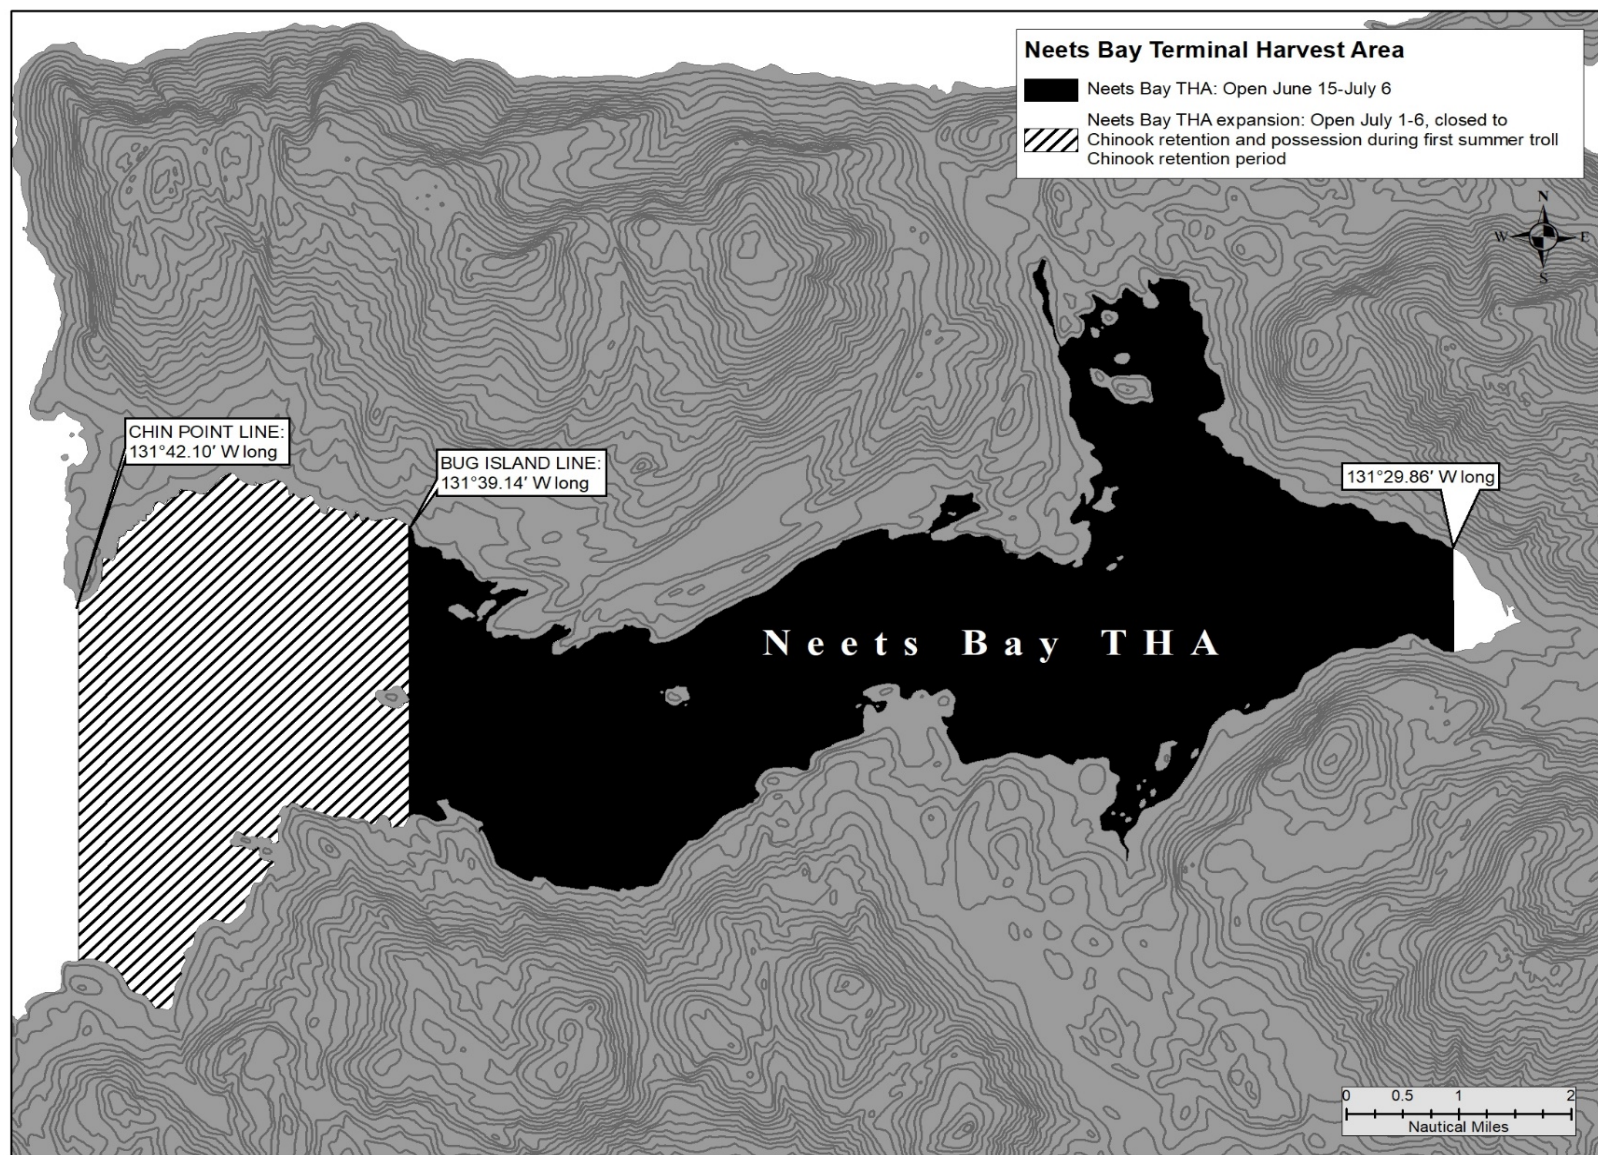 Neets Bay Terminal Harvest Area
Neets Bay THA: Open June 15-July 6
Neets Bay THA expansion: Open July 1-6, closed to
Chinook retention and possession during first summer troll
Chinook retention period
N
W E
S
CHIN POINT LINE:
131°42.10′ W long
BUG ISLAND LINE:
131°39.14′ W long
131°29.86′ W long
Neets Bay THA
0 0.5 1 2
Nautical Miles